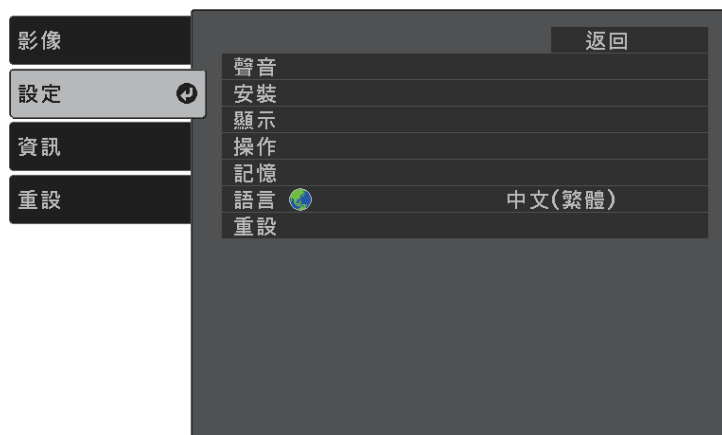 影像
設定
資訊
重設
返回
聲音
安裝
顯示
操作
記憶
語言 中文(繁體)
重設